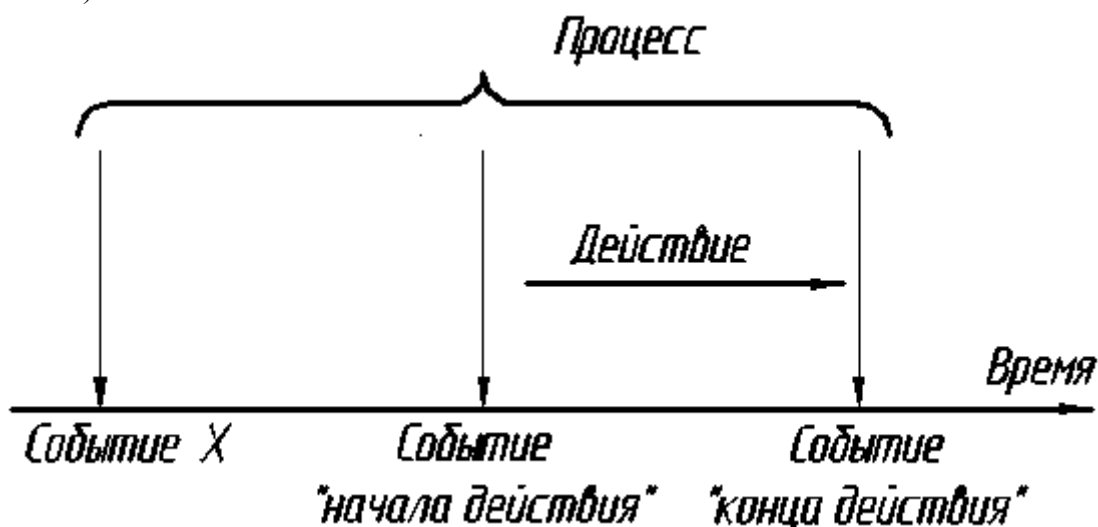 Процесс
Действие
Время
Событие X
Событие
"начала действия"
Событие
"конца действия"